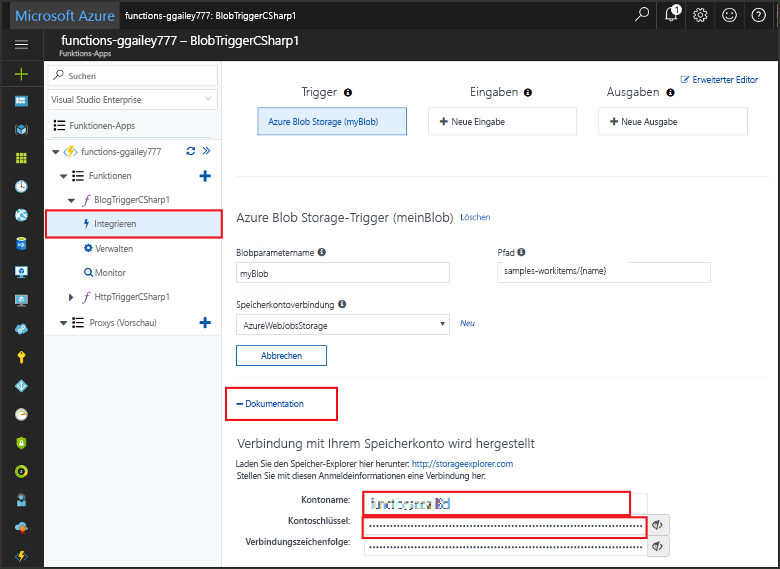 Microsoft Azure functions-ggailey777: BlobTriggerCSharp1
1
functions-ggailey777 – BlobTriggerCSharp1
Funktions-Apps
Suchen
Visual Studio Enterprise
Funktionen-Apps
functions-ggailey777
Funktionen
BlogTriggerCSharp1
Integrieren
Verwalten
Monitor
HttpTriggerCSharp1
Proxys (Vorschau)
Erweiterter Editor
Trigger
Eingaben
Ausgaben
Azure Blob Storage (myBlob)
Neue Eingabe
Neue Ausgabe
Azure Blob Storage-Trigger (meinBlob) Löschen
Blobparametername
Pfad
myBlob
samples-workitems/{name}
Speicherkontoverbindung
AzureWebJobsStorage
Neu
Abbrechen
Dokumentation
Verbindung mit Ihrem Speicherkonto wird hergestellt
Laden Sie den Speicher-Explorer hier herunter: http://storageexplorer.com
Stellen Sie mit diesen Anmeldeinformationen eine Verbindung her:
Kontoname:
Kontoschlüssel:
Verbindungszeichenfolge: